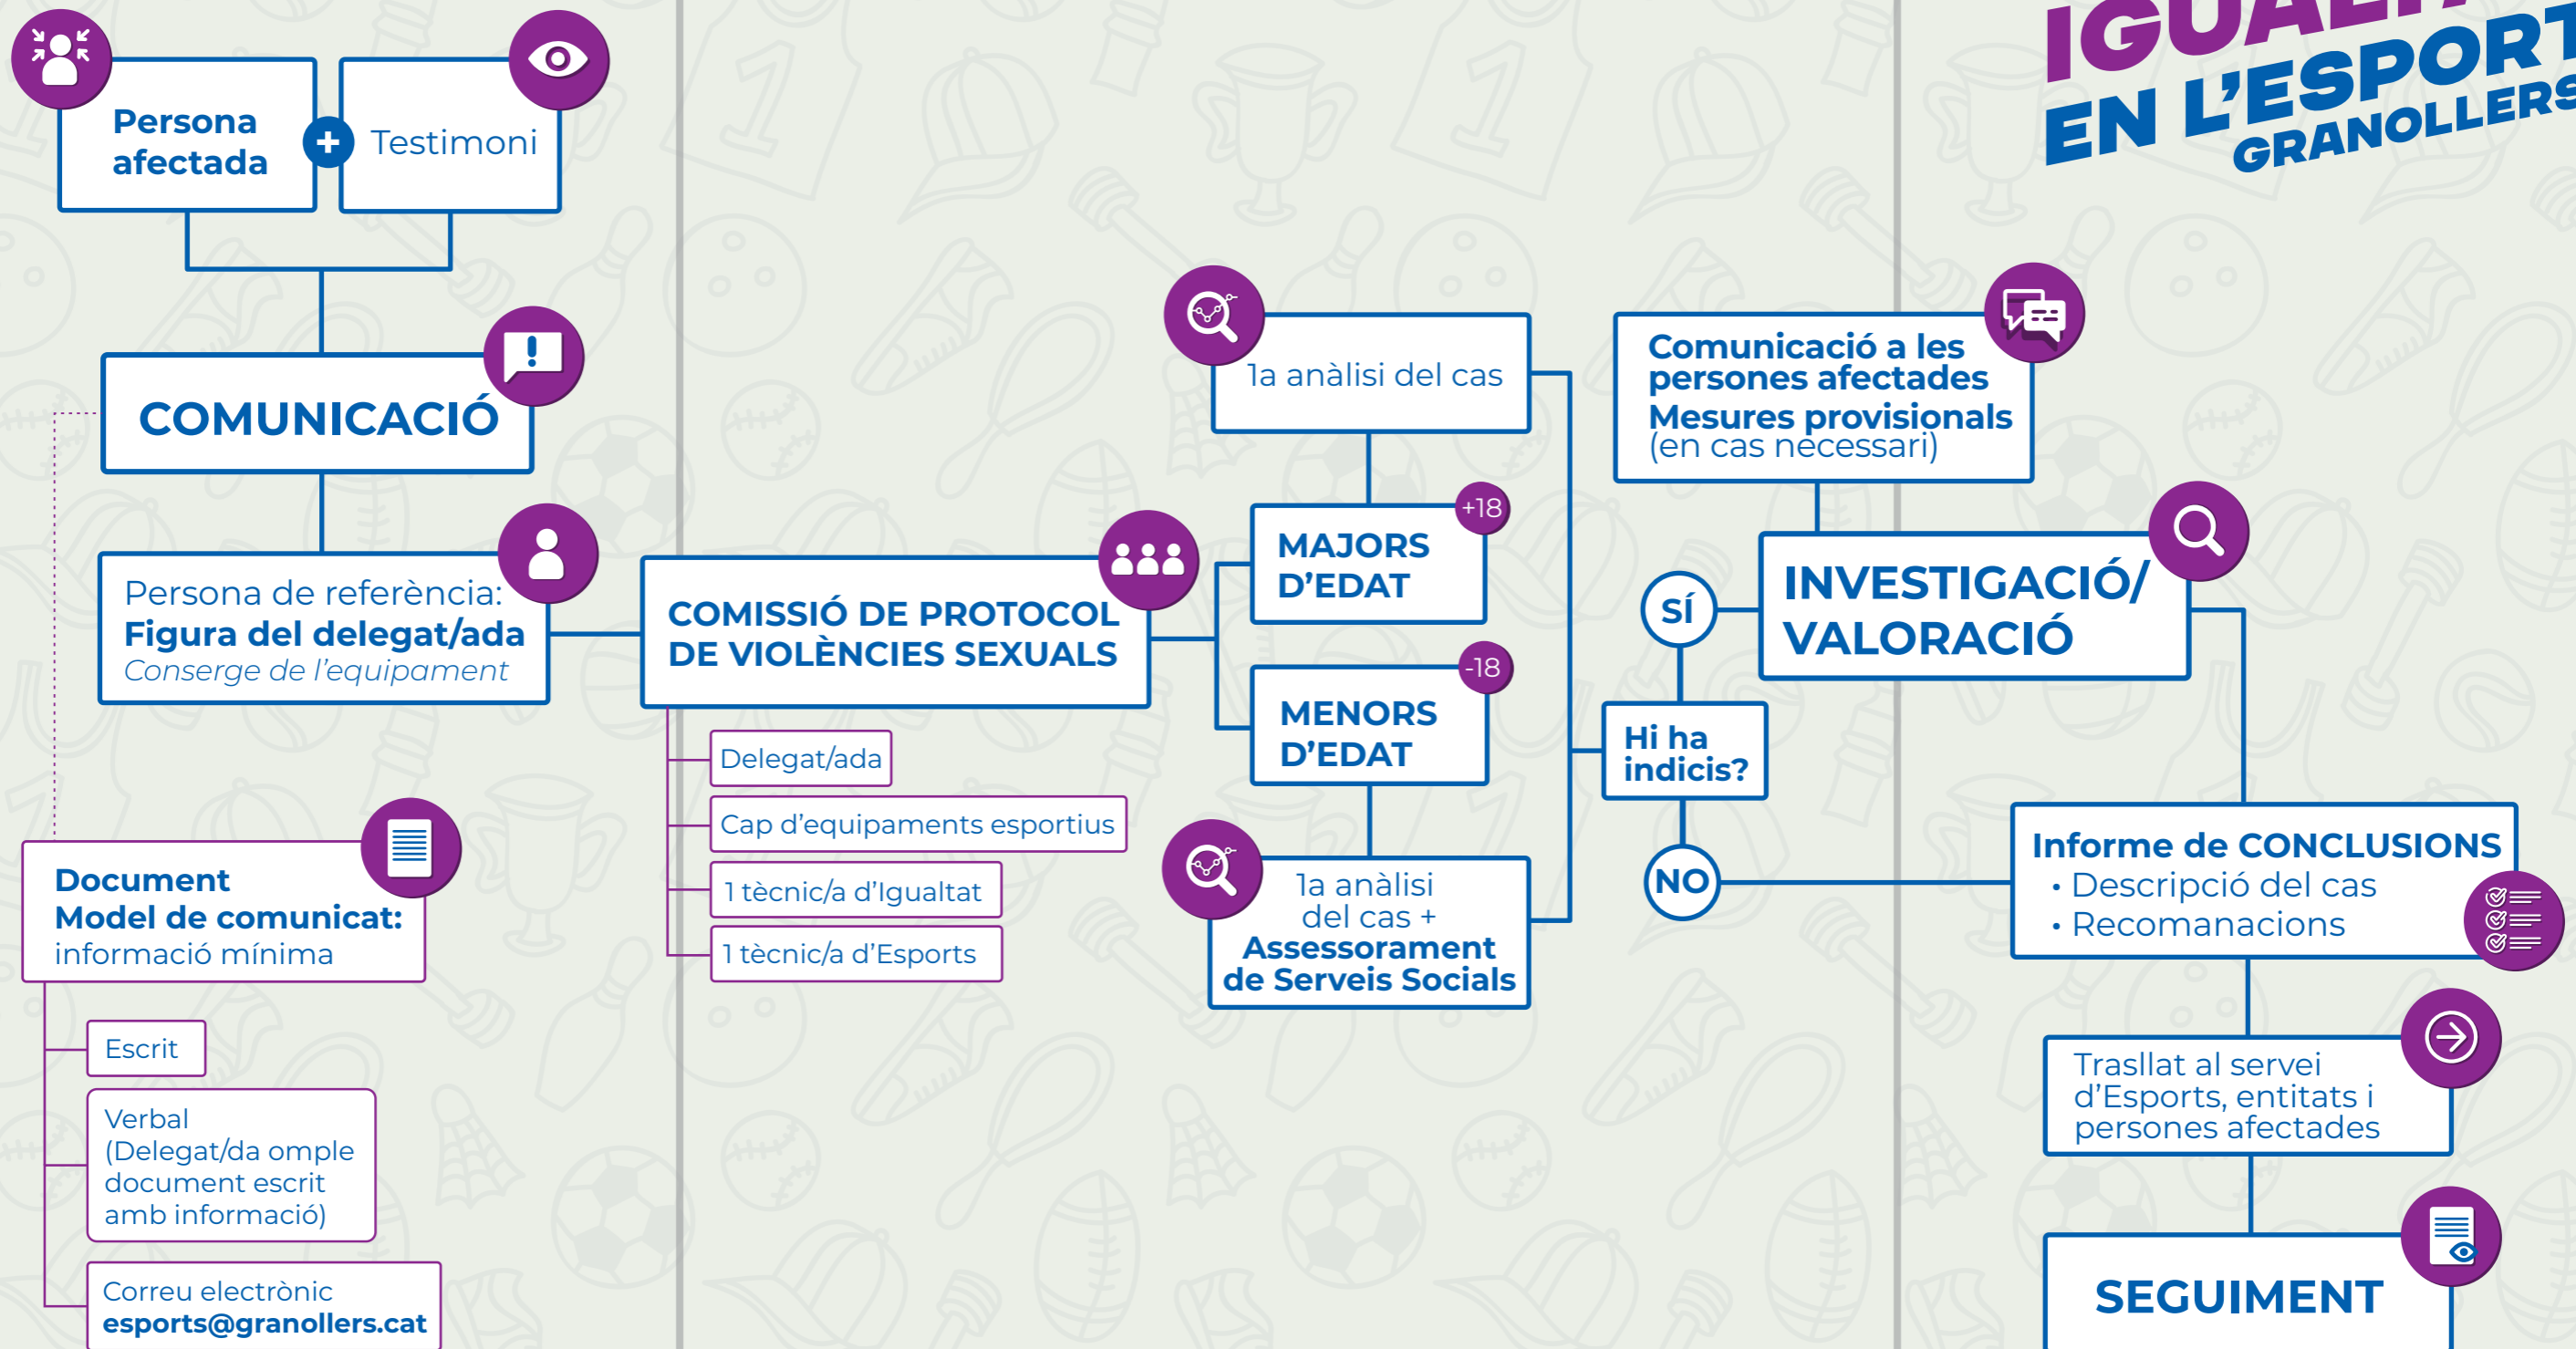 IGUALTAT
EN L'ESPORT
GRANOLLERS
Persona
afectada
+
Testimoni
COMUNICACIÓ
Persona de referència:
Figura del delegat/ada
Conserge de l'equipament
Document
Model de comunicat:
informació mínima
Escrit
Verbal
(Delegat/da omple
document escrit
amb informació)
Correu electrònic
esports@granollers.cat
COMISSIÓ DE PROTOCOL
DE VIOLÈNCIES SEXUALS
Delegat/ada
Cap d'equipaments esportius
1 tècnic/a d'Igualtat
1 tècnic/a d'Esports
1a anàlisi del cas
+18
MAJORS
D'EDAT
-18
MENORS
D'EDAT
1a anàlisi
del cas +
Assessorament
de Serveis Socials
Hi ha
indicis?
SÍ
NO
Comunicació a les
persones afectades
Mesures provisionals
(en cas necessari)
INVESTIGACIÓ/
VALORACIÓ
Informe de CONCLUSIONS
• Descripció del cas
• Recomanacions
Trasllat al servei
d'Esports, entitats i
persones afectades
SEGUIMENT